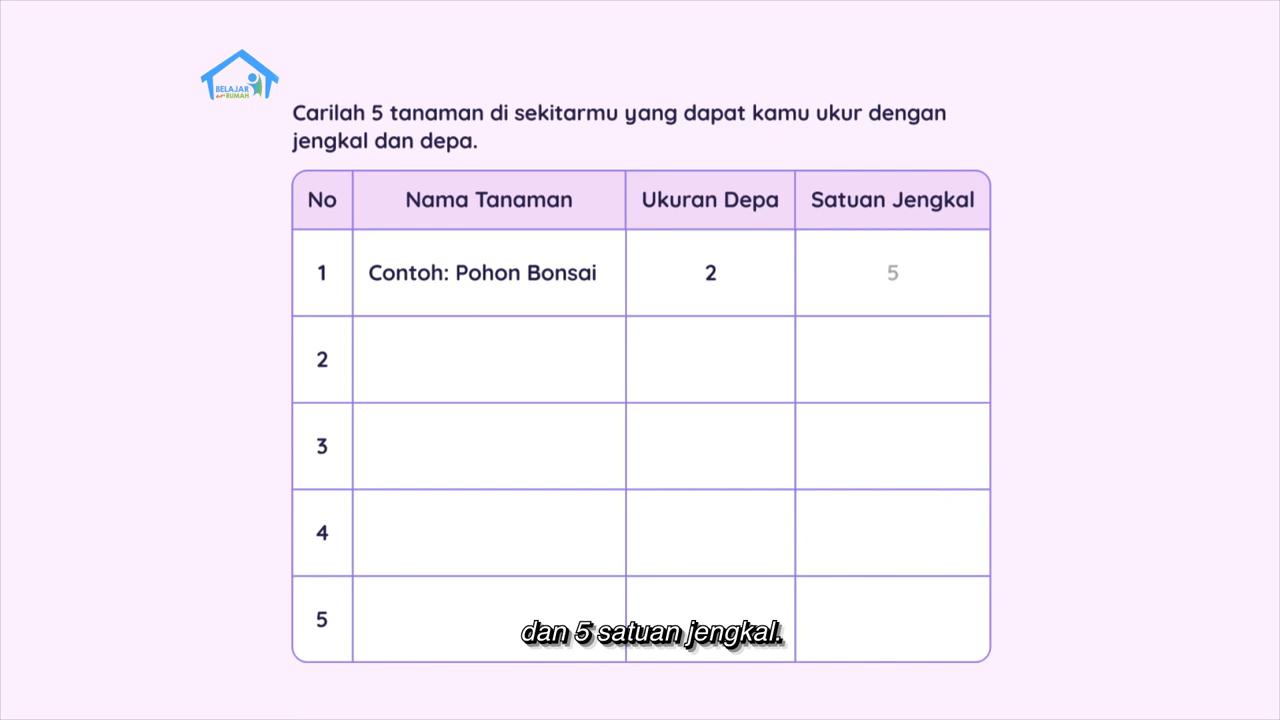 BELAJAR
dari RUMAH
Carilah 5 tanaman di sekitarmu yang dapat kamu ukur dengan
jengkal dan depa.
No Nama Tanaman Ukuran Depa Satuan Jengkal
1 Contoh: Pohon Bonsai 2 5
2
3
4
5
dan 5 satuan jengkal.